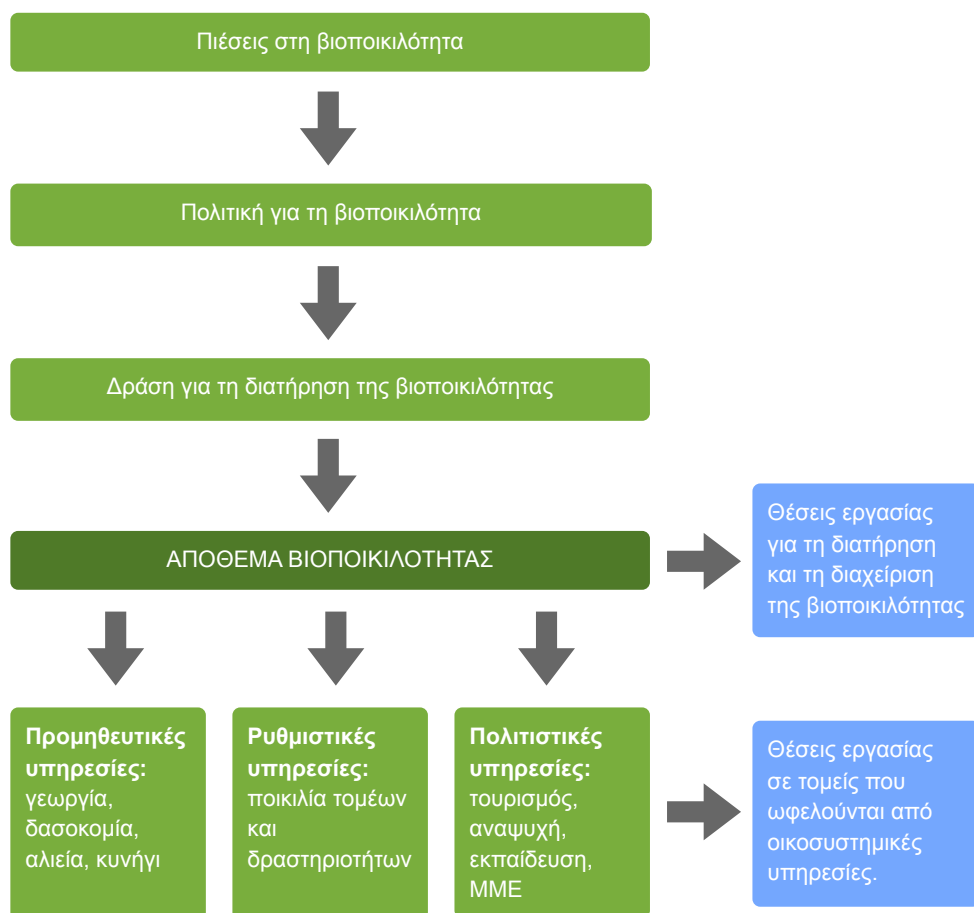 Πιέσεις στη βιοποικιλότητα
Πολιτική για τη βιοποικιλότητα
Δράση για τη διατήρηση της βιοποικιλότητας
ΑΠΟΘΕΜΑ ΒΙΟΠΟΙΚΙΛΟΤΗΤΑΣ
Θέσεις εργασίας
για τη διατήρηση
και τη διαχείριση
της βιοποικιλότητας
Προμηθευτικές
υπηρεσίες:
γεωργία,
δασοκομία,
αλιεία, κυνήγι
Ρυθμιστικές
υπηρεσίες:
ποικιλία τομέων
και
δραστηριοτήτων
Πολιτιστικές
υπηρεσίες:
τουρισμός,
αναψυχή,
εκπαίδευση,
ΜΜΕ
Θέσεις εργασίας
σε τομείς που
ωφελούνται από
οικοσυστημικές
υπηρεσίες.